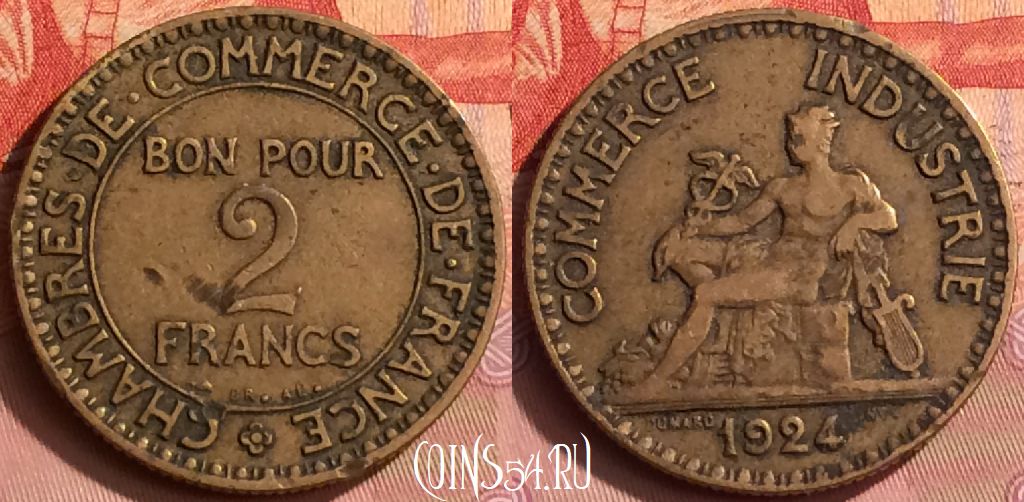 CHAMBRES · DE · COMMERCE · DE · FRANCE
BON POUR
2
FRANCS
COMMERCE INDUSTRIE
1924
COINS54.RU